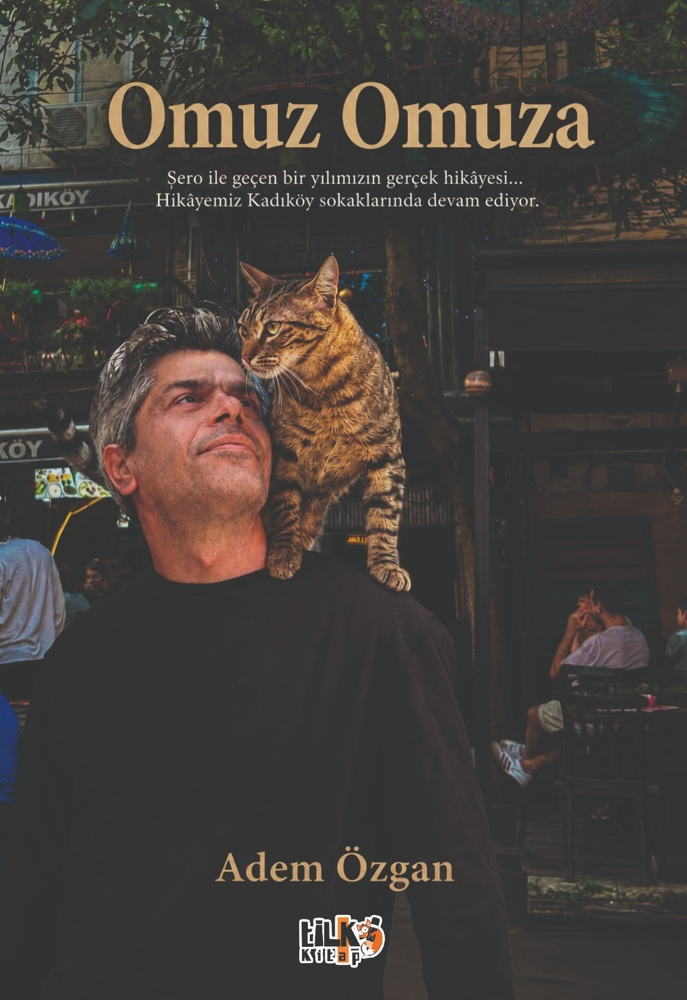 Omuz Omuza
Şero ile geçen bir yılımızın gerçek hikâyesi...
Hikâyemiz Kadıköy sokaklarında devam ediyor.
KADIKÖY
KÖY
Adem Özgan
tilki
Kitap